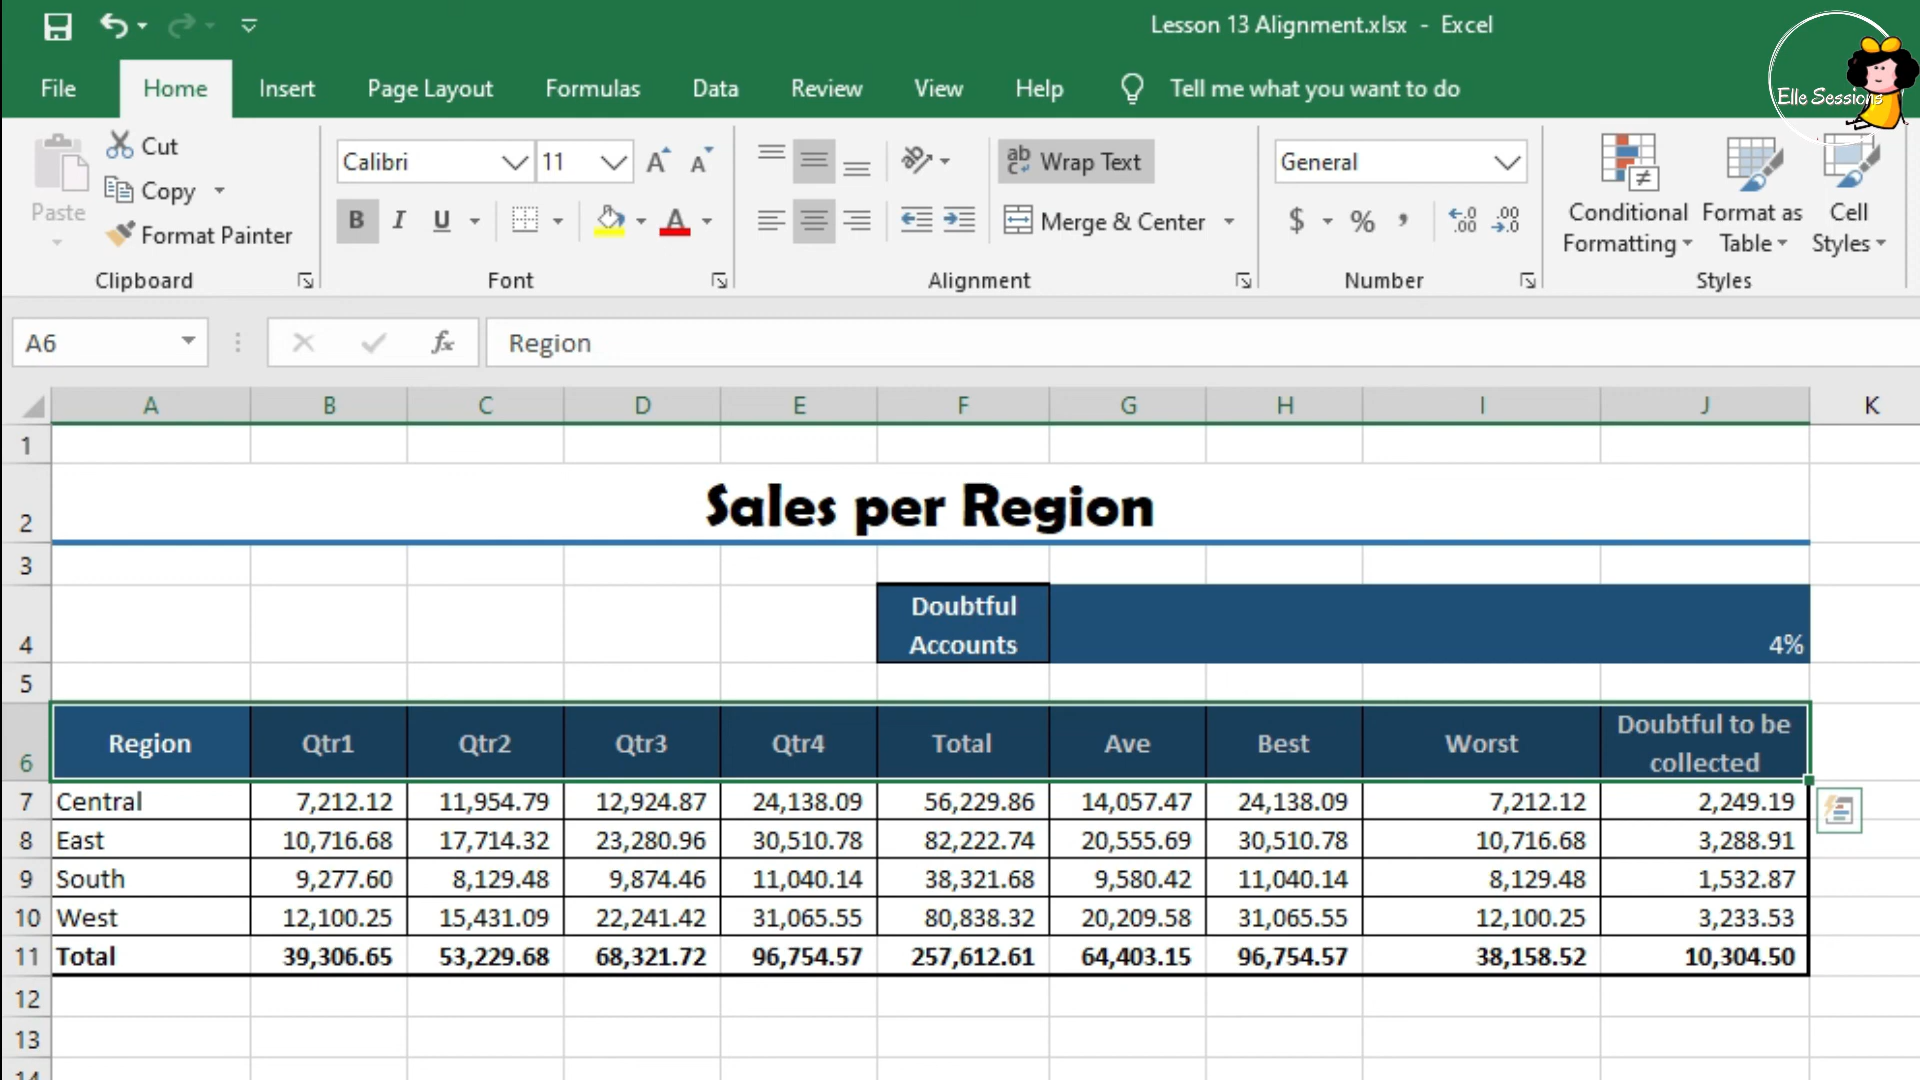 Lesson 13 Alignment.xlsx - Excel
Elle Sessions
File Home Insert Page Layout Formulas Data Review View Help Tell me what you want to do
Paste
Cut
Copy
Format Painter
Clipboard
Calibri 11 A A
B I U A
Font
ab Wrap Text
Merge & Center
Alignment
General
$ % , .0 .00 .00 .0
Number
Conditional Formatting
Format as Table
Cell Styles
Styles
A6 fx Region
A B C D E F G H I J K
1
2 Sales per Region
3
4 Doubtful Accounts 4%
5
6 Region Qtr1 Qtr2 Qtr3 Qtr4 Total Ave Best Worst Doubtful to be collected
7 Central 7,212.12 11,954.79 12,924.87 24,138.09 56,229.86 14,057.47 24,138.09 7,212.12 2,249.19
8 East 10,716.68 17,714.32 23,280.96 30,510.78 82,222.74 20,555.69 30,510.78 10,716.68 3,288.91
9 South 9,277.60 8,129.48 9,874.46 11,040.14 38,321.68 9,580.42 11,040.14 8,129.48 1,532.87
10 West 12,100.25 15,431.09 22,241.42 31,065.55 80,838.32 20,209.58 31,065.55 12,100.25 3,233.53
11 Total 39,306.65 53,229.68 68,321.72 96,754.57 257,612.61 64,403.15 96,754.57 38,158.52 10,304.50
12
13
14